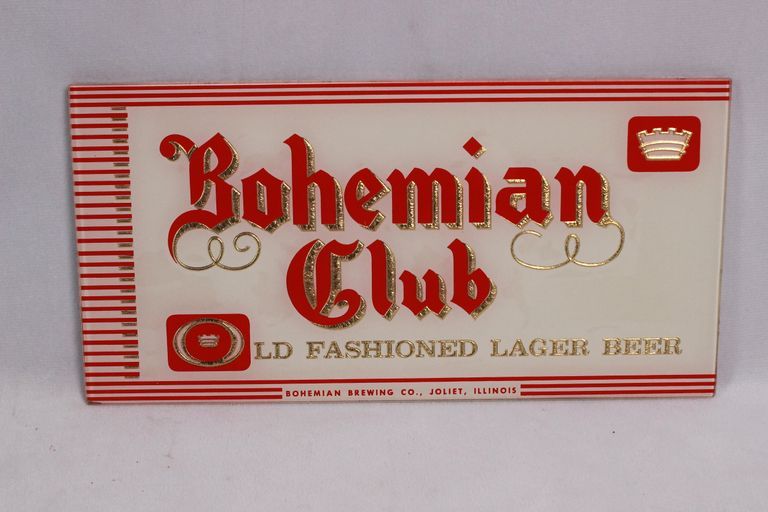 Bohemian
Club
OLD FASHIONED LAGER BEER
BOHEMIAN BREWING CO., JOLIET, ILLINOIS